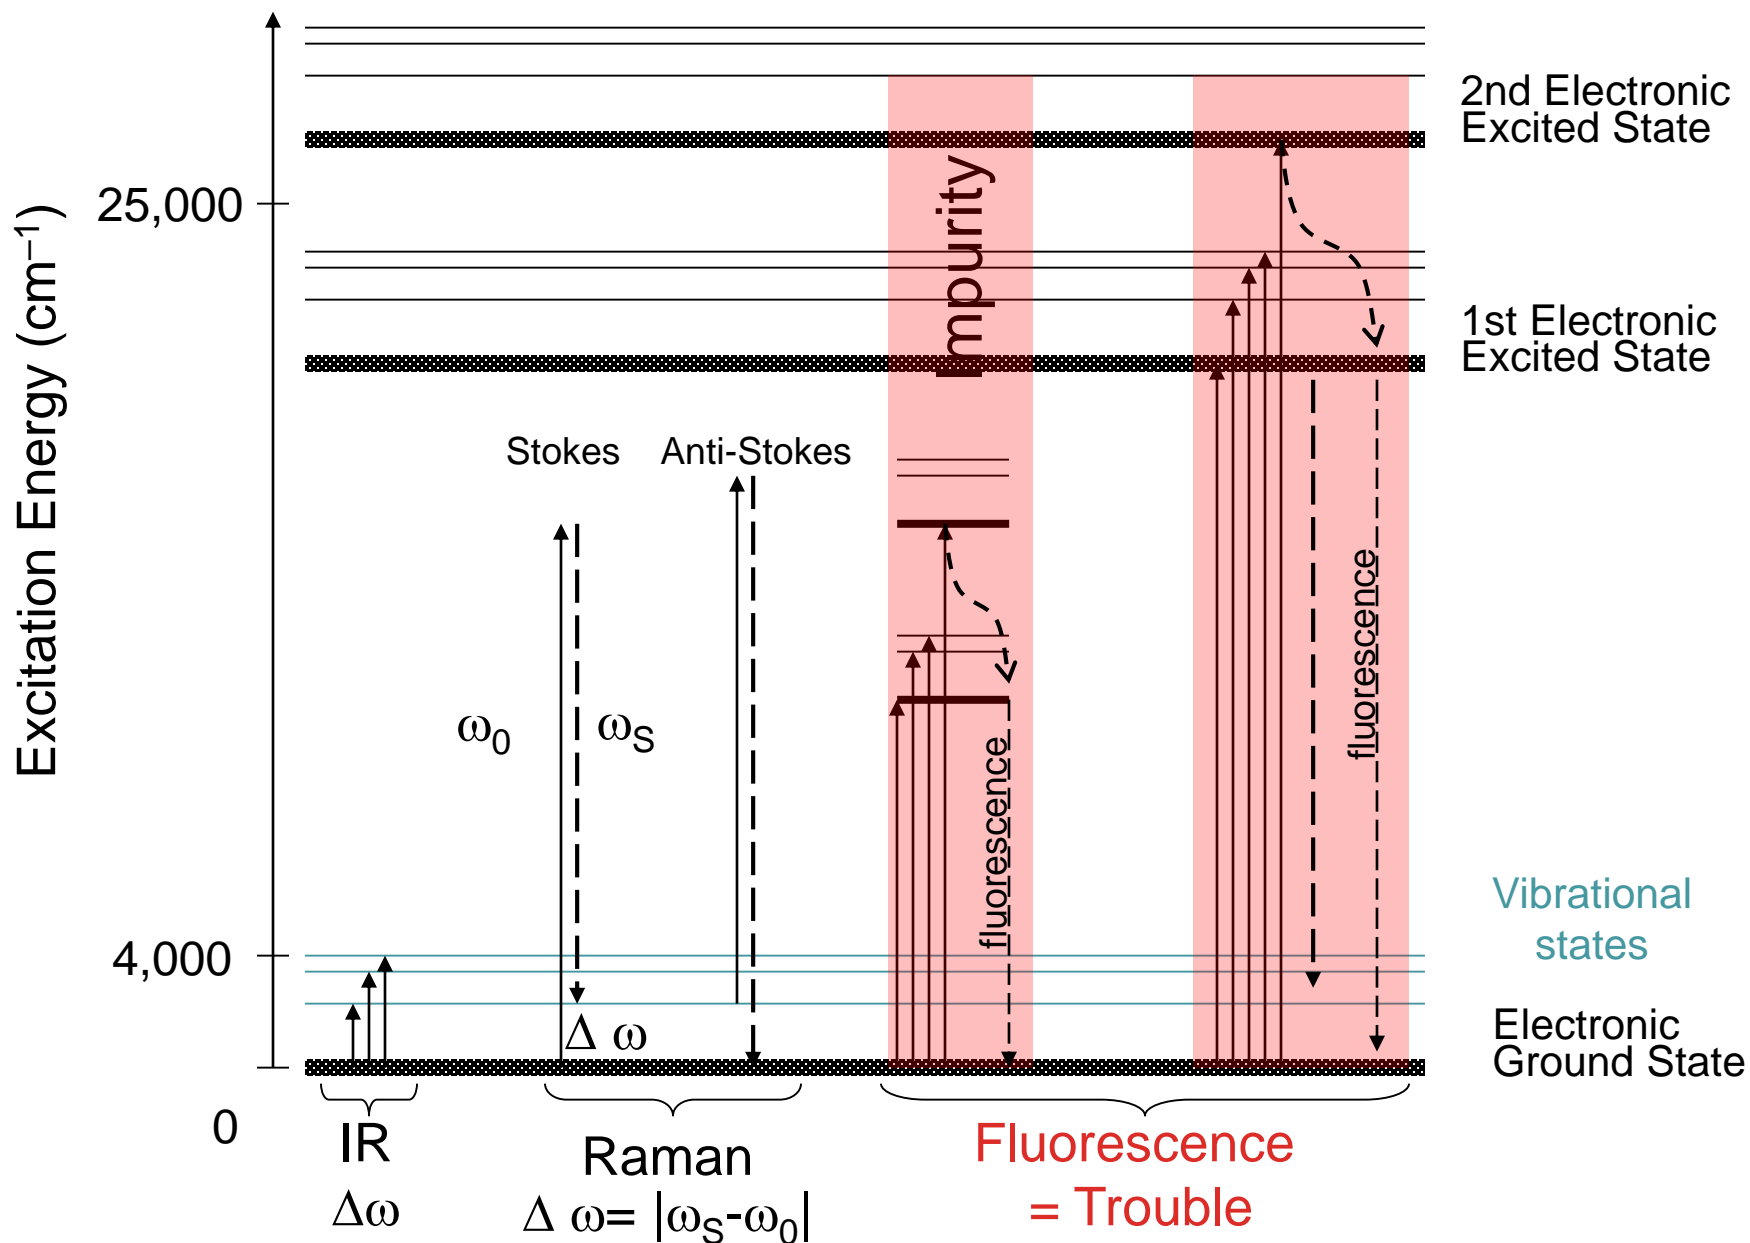 2nd Electronic
Excited State
25,000
Excitation Energy (cm⁻¹)
Impurity
1st Electronic
Excited State
Stokes
Anti-Stokes
ω₀
ωS
fluorescence
fluorescence
Vibrational
states
4,000
Δ ω
Electronic
Ground State
0
IR
Δω
Raman
Δ ω= |ωS-ω₀|
Fluorescence
= Trouble